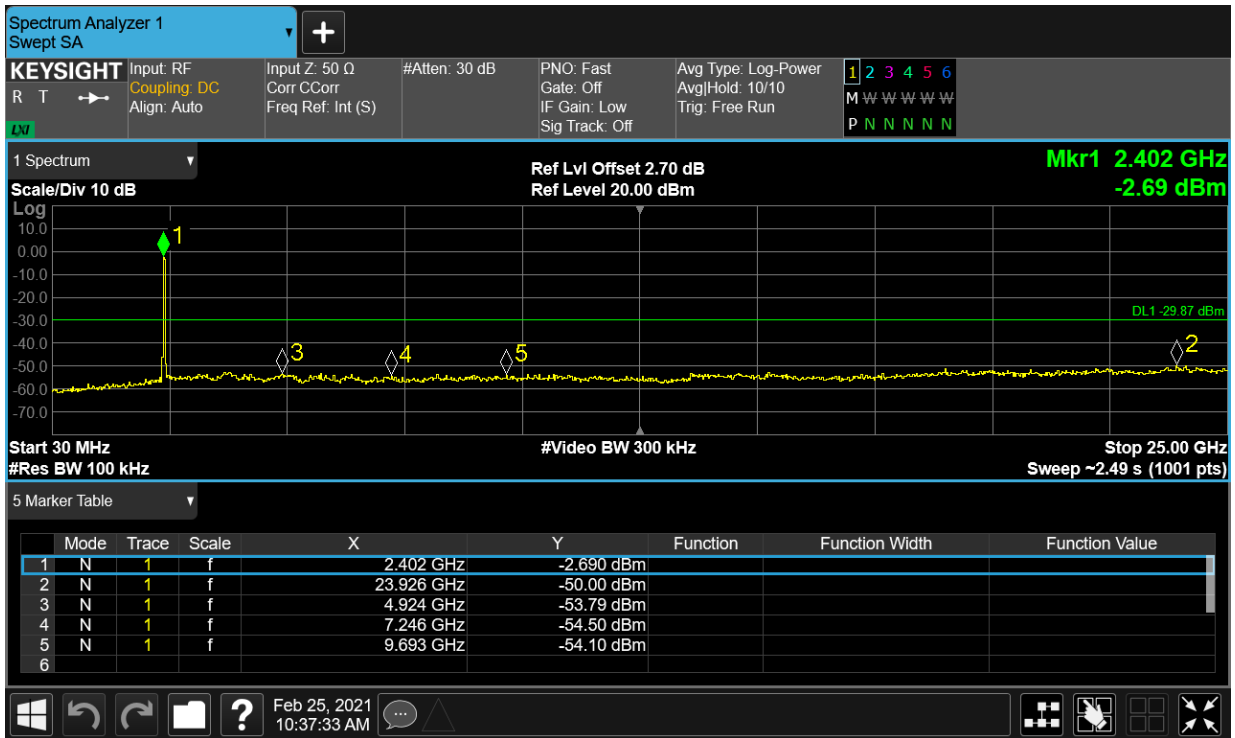 Spectrum Analyzer 1
Swept SA
KEYSIGHT
R T
LXI
Input: RF
Coupling: DC
Align: Auto
Input Z: 50 Ω
Corr CCorr
Freq Ref: Int (S)
#Atten: 30 dB
PNO: Fast
Gate: Off
IF Gain: Low
Sig Track: Off
Avg Type: Log-Power
Avg|Hold: 10/10
Trig: Free Run
1 2 3 4 5 6
M W W W W W
P N N N N N
1 Spectrum
Scale/Div 10 dB
Ref Lvl Offset 2.70 dB
Ref Level 20.00 dBm
Mkr1 2.402 GHz
-2.69 dBm
Log
10.0
0.00
-10.0
-20.0
-30.0
-40.0
-50.0
-60.0
-70.0
1
DL1 -29.87 dBm
3
4
5
2
Start 30 MHz
#Video BW 300 kHz
Stop 25.00 GHz
#Res BW 100 kHz
Sweep ~2.49 s (1001 pts)
5 Marker Table
Mode Trace Scale X Y Function Function Width Function Value
1 N 1 f 2.402 GHz -2.690 dBm
2 N 1 f 23.926 GHz -50.00 dBm
3 N 1 f 4.924 GHz -53.79 dBm
4 N 1 f 7.246 GHz -54.50 dBm
5 N 1 f 9.693 GHz -54.10 dBm
6
?
Feb 25, 2021
10:37:33 AM